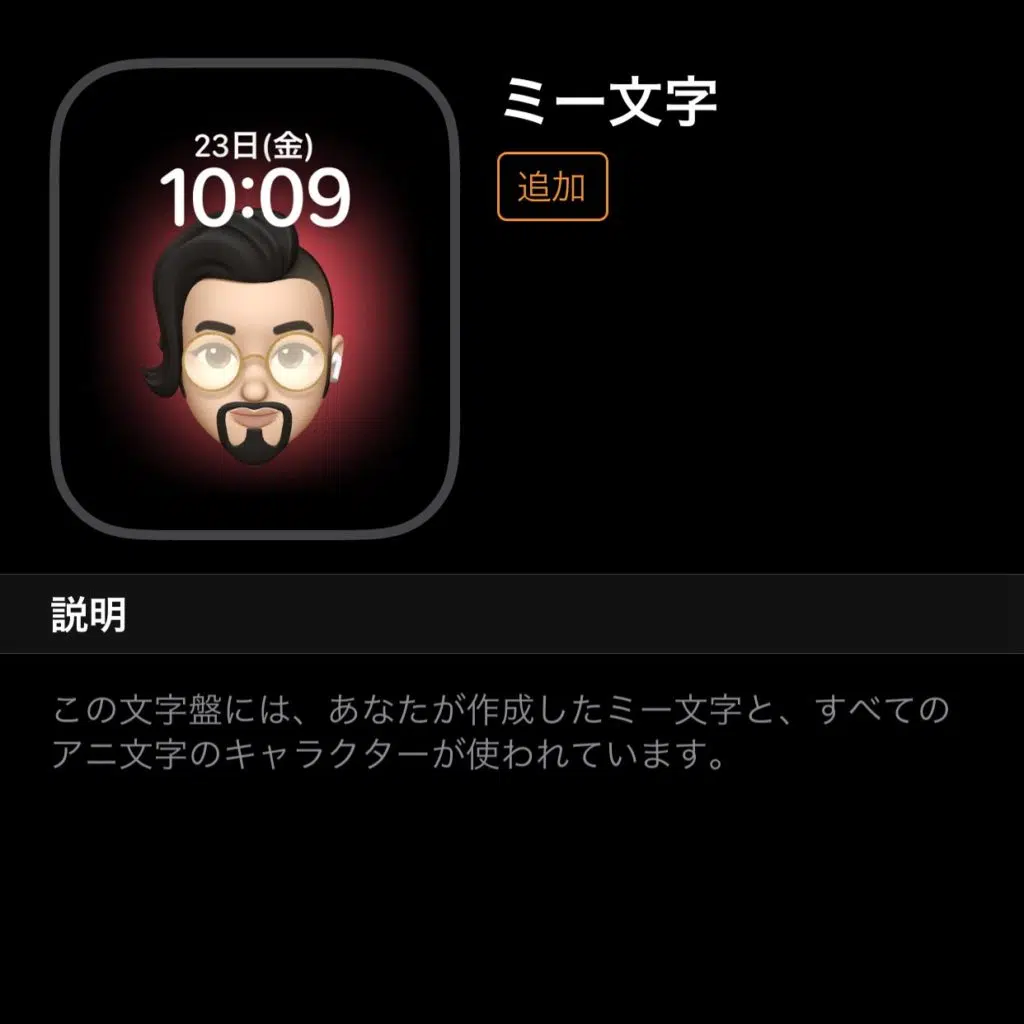 23日(金)
10:09
ミー文字
追加
説明
この文字盤には、あなたが作成したミー文字と、すべての
アニ文字のキャラクターが使われています。